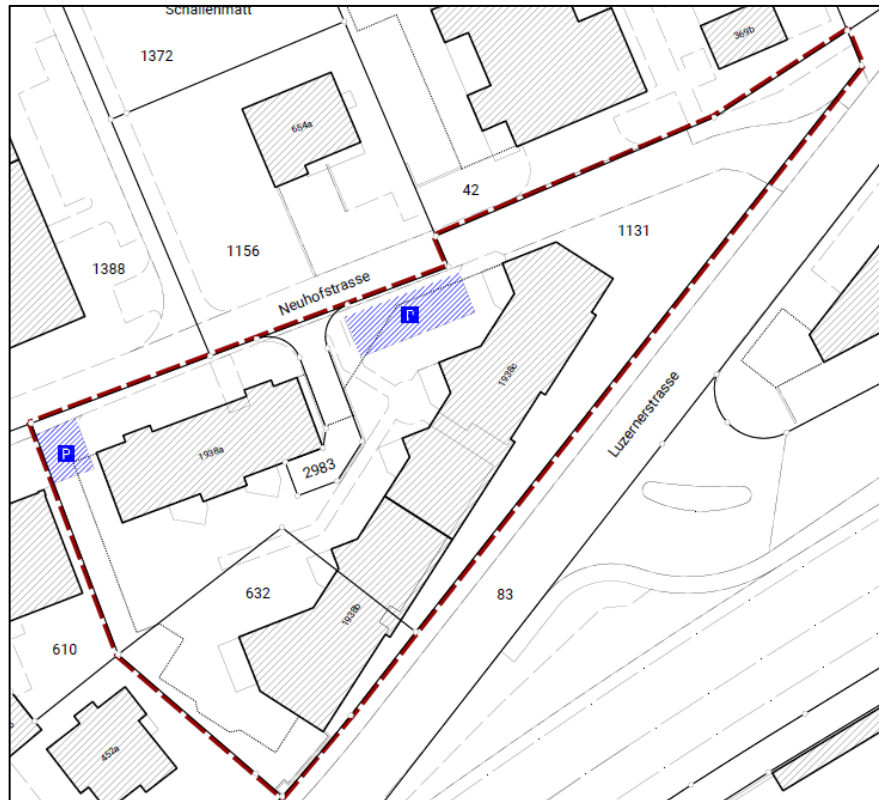 Schallenmatt
1372
369b
654a
42
1131
1156
1388
Neuhofstrasse
P
1938c
Luzernerstrasse
P
1938a
2983
632
83
1938b
610
452a